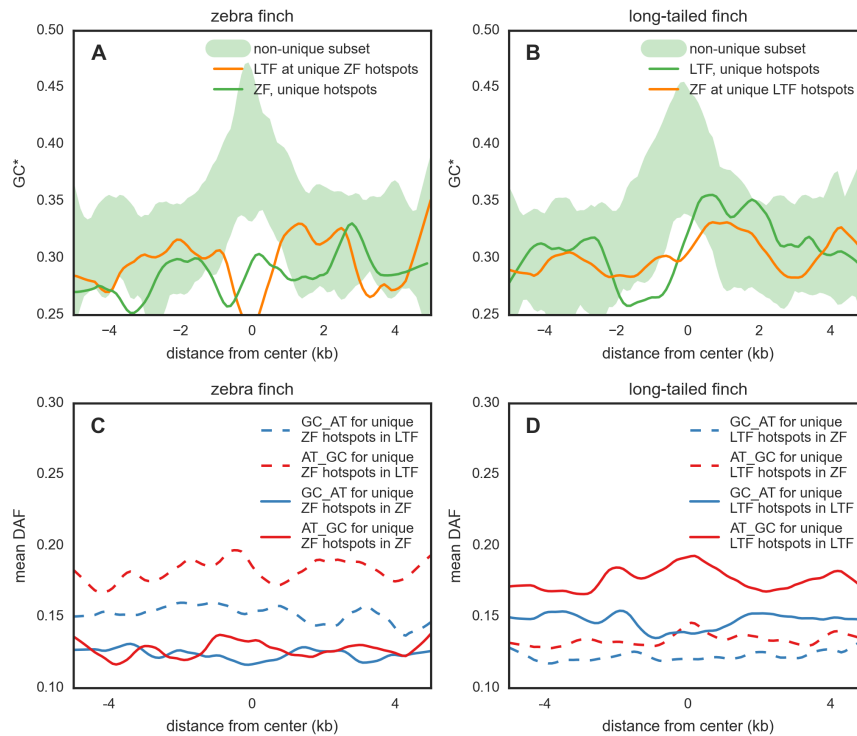 zebra finch
long-tailed finch
A
non-unique subset
LTF at unique ZF hotspots
ZF, unique hotspots
GC*
0.50
0.45
0.40
0.35
0.30
0.25
−4
−2
0
2
4
distance from center (kb)
B
non-unique subset
LTF, unique hotspots
ZF at unique LTF hotspots
GC*
0.50
0.45
0.40
0.35
0.30
0.25
−4
−2
0
2
4
distance from center (kb)
zebra finch
long-tailed finch
C
GC_AT for unique
ZF hotspots in LTF
AT_GC for unique
ZF hotspots in LTF
GC_AT for unique
ZF hotspots in ZF
AT_GC for unique
ZF hotspots in ZF
mean DAF
0.30
0.25
0.20
0.15
0.10
-4
0
4
distance from center (kb)
D
GC_AT for unique
LTF hotspots in ZF
AT_GC for unique
LTF hotspots in ZF
GC_AT for unique
LTF hotspots in LTF
AT_GC for unique
LTF hotspots in LTF
mean DAF
0.30
0.25
0.20
0.15
0.10
-4
0
4
distance from center (kb)